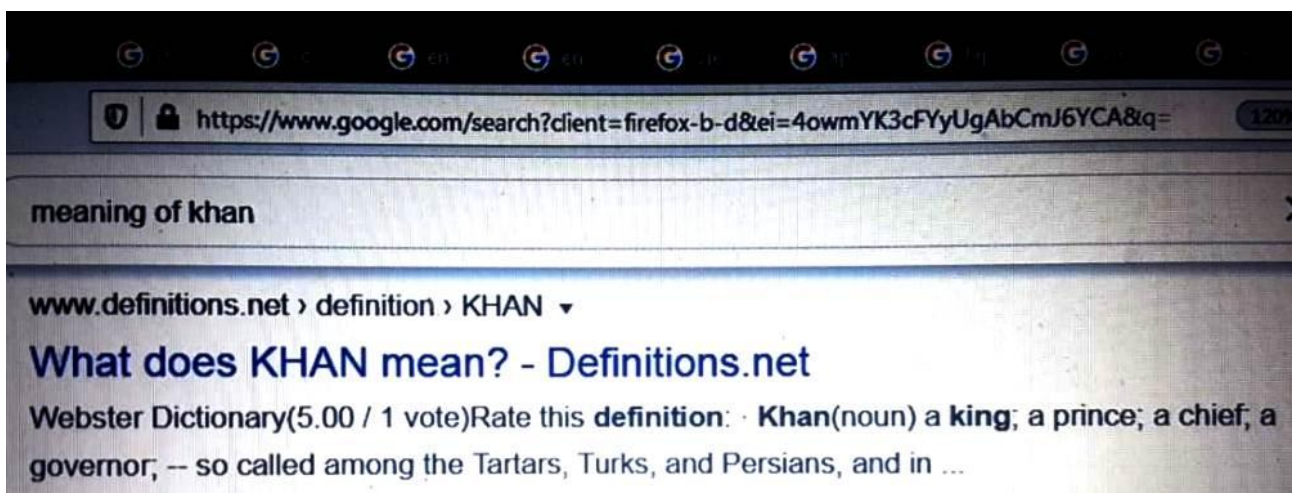 https://www.google.com/search?client=firefox-b-d&ei=4owmYK3cFYyUgAbCmJ6YCA&q=
meaning of khan
www.definitions.net › definition › KHAN
What does KHAN mean? - Definitions.net
Webster Dictionary(5.00 / 1 vote)Rate this definition: · Khan(noun) a king; a prince; a chief; a
governor; -- so called among the Tartars, Turks, and Persians, and in ...